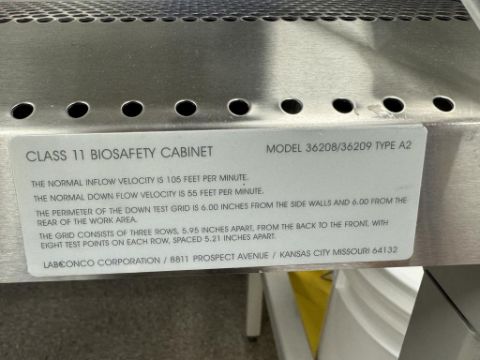 CLASS 11 BIOSAFETY CABINET MODEL 36208/36209 TYPE A2
THE NORMAL INFLOW VELOCITY IS 105 FEET PER MINUTE.
THE NORMAL DOWN FLOW VELOCITY IS 55 FEET PER MINUTE.
THE PERIMETER OF THE DOWN TEST GRID IS 6.00 INCHES FROM THE SIDE WALLS AND 6.00 FROM THE
REAR OF THE WORK AREA.
THE GRID CONSISTS OF THREE ROWS, 5.95 INCHES APART, FROM THE BACK TO THE FRONT, WITH
EIGHT TEST POINTS ON EACH ROW, SPACED 5.21 INCHES APART.
LABCONCO CORPORATION / 8811 PROSPECT AVENUE / KANSAS CITY MISSOURI 64132